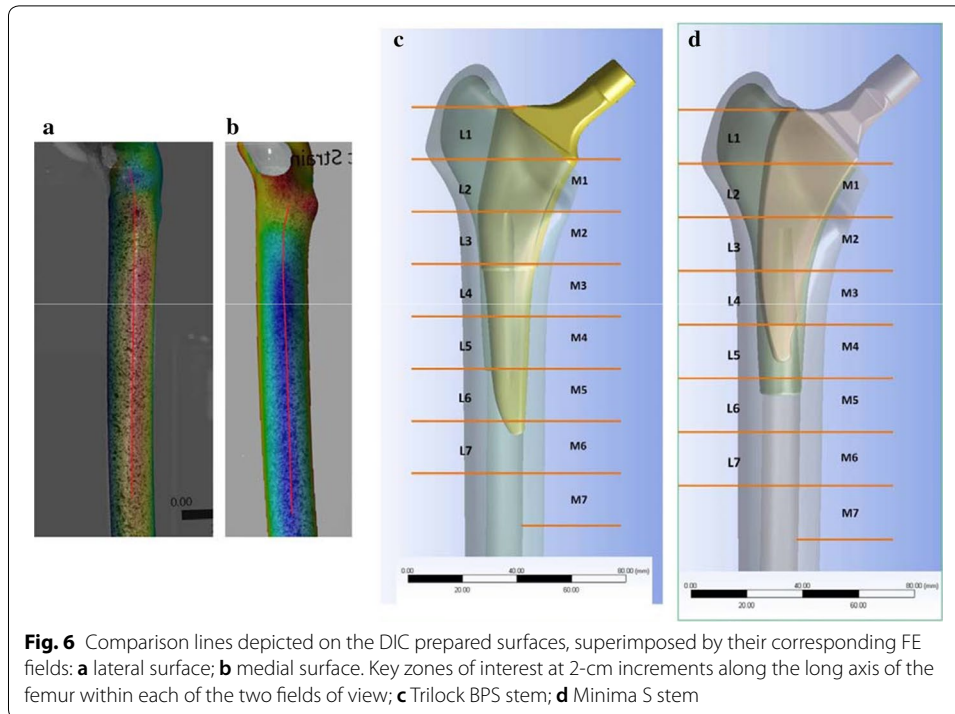 a
b
c
d
ɔ Strain
0.00
L1
L2
L3
L4
L5
L6
L7
M1
M2
M3
M4
M5
M6
M7
0.00 40.00 80.00 (mm)
20.00 60.00
L1
L2
L3
L4
L5
L6
L7
M1
M2
M3
M4
M5
M6
M7
0.00 40.00 80.00 (mm)
20.00 60.00
Fig. 6 Comparison lines depicted on the DIC prepared surfaces, superimposed by their corresponding FE
fields: a lateral surface; b medial surface. Key zones of interest at 2-cm increments along the long axis of the
femur within each of the two fields of view; c Trilock BPS stem; d Minima S stem